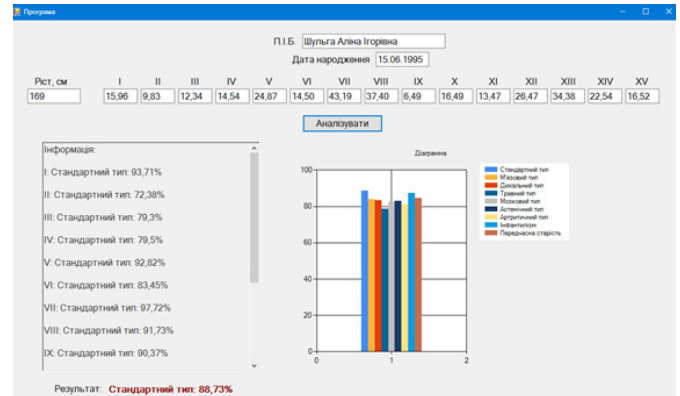 Програма
П.І.Б. Шульга Аліна Ігорівна
Дата народження 15.06.1995
Ріст, см I II III IV V VI VII VIII IX X XI XII XIII XIV XV
169 15,96 9,83 12,34 14,54 24,87 14,50 43,19 37,40 6,49 16,49 13,47 26,47 34,38 22,54 16,52
Аналізувати
Інформація:
I: Стандартний тип: 93,71%
II: Стандартний тип: 72,38%
III: Стандартний тип: 79,3%
IV: Стандартний тип: 79,5%
V: Стандартний тип: 92,82%
VI: Стандартний тип: 83,45%
VII: Стандартний тип: 97,72%
VIII: Стандартний тип: 91,73%
IX: Стандартний тип: 90,37%
Діаграмма
100
80
60
40
20
0
0 1 2
Стандартний тип
М'язовий тип
Дихальний тип
Травний тип
Мозковий тип
Астенічний тип
Артритичний тип
Інфантилізм
Передчасна старість
Результат: Стандартний тип: 88,73%